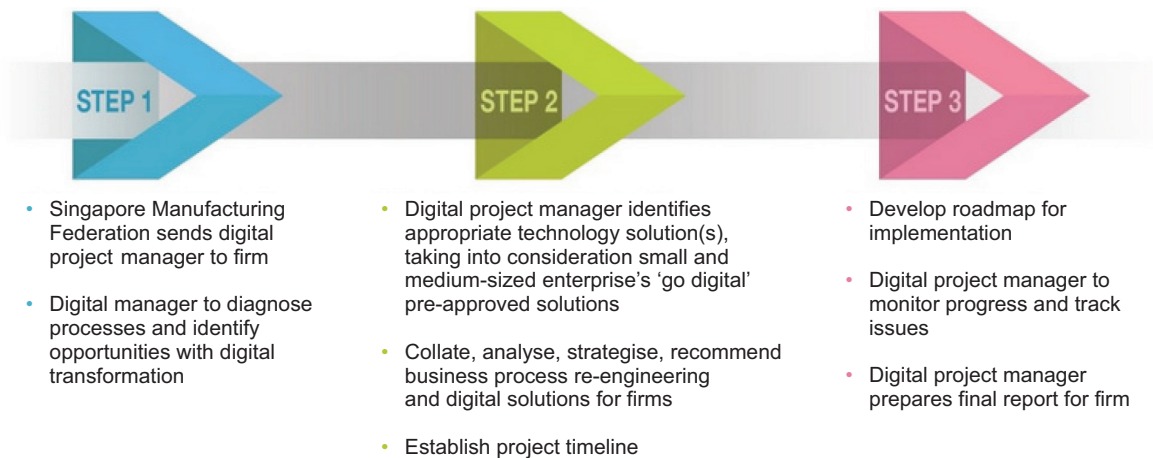 STEP 1
• Singapore Manufacturing
Federation sends digital
project manager to firm
• Digital manager to diagnose
processes and identify
opportunities with digital
transformation
STEP 2
• Digital project manager identifies
appropriate technology solution(s),
taking into consideration small and
medium-sized enterprise’s ‘go digital’
pre-approved solutions
• Collate, analyse, strategise, recommend
business process re-engineering
and digital solutions for firms
• Establish project timeline
STEP 3
• Develop roadmap for
implementation
• Digital project manager to
monitor progress and track
issues
• Digital project manager
prepares final report for firm